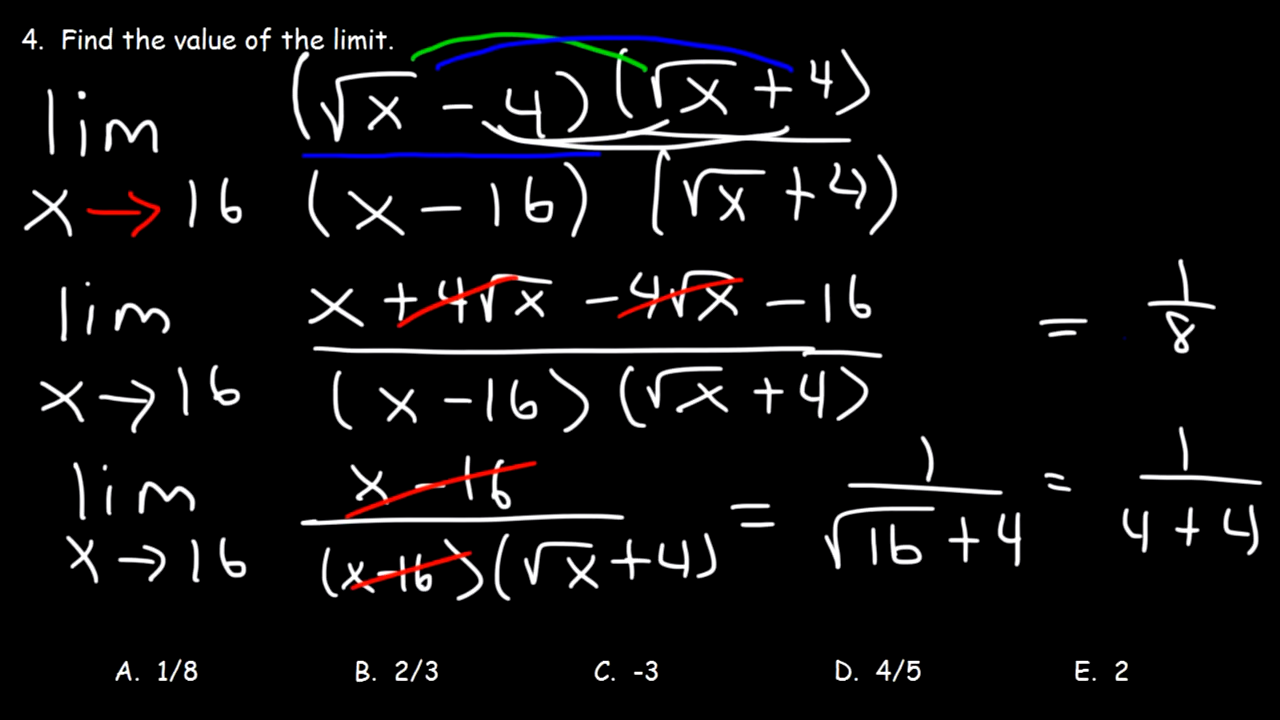 4. Find the value of the limit.
lim x→16 (√x - 4)(√x + 4) / (x - 16)(√x + 4)
lim x→16 x + 4√x - 4√x - 16 / (x - 16)(√x + 4) = 1/8
lim x→16 x - 16 / (x - 16)(√x + 4) = 1 / √16 + 4 = 1 / 4 + 4
A. 1/8 B. 2/3 C. -3 D. 4/5 E. 2